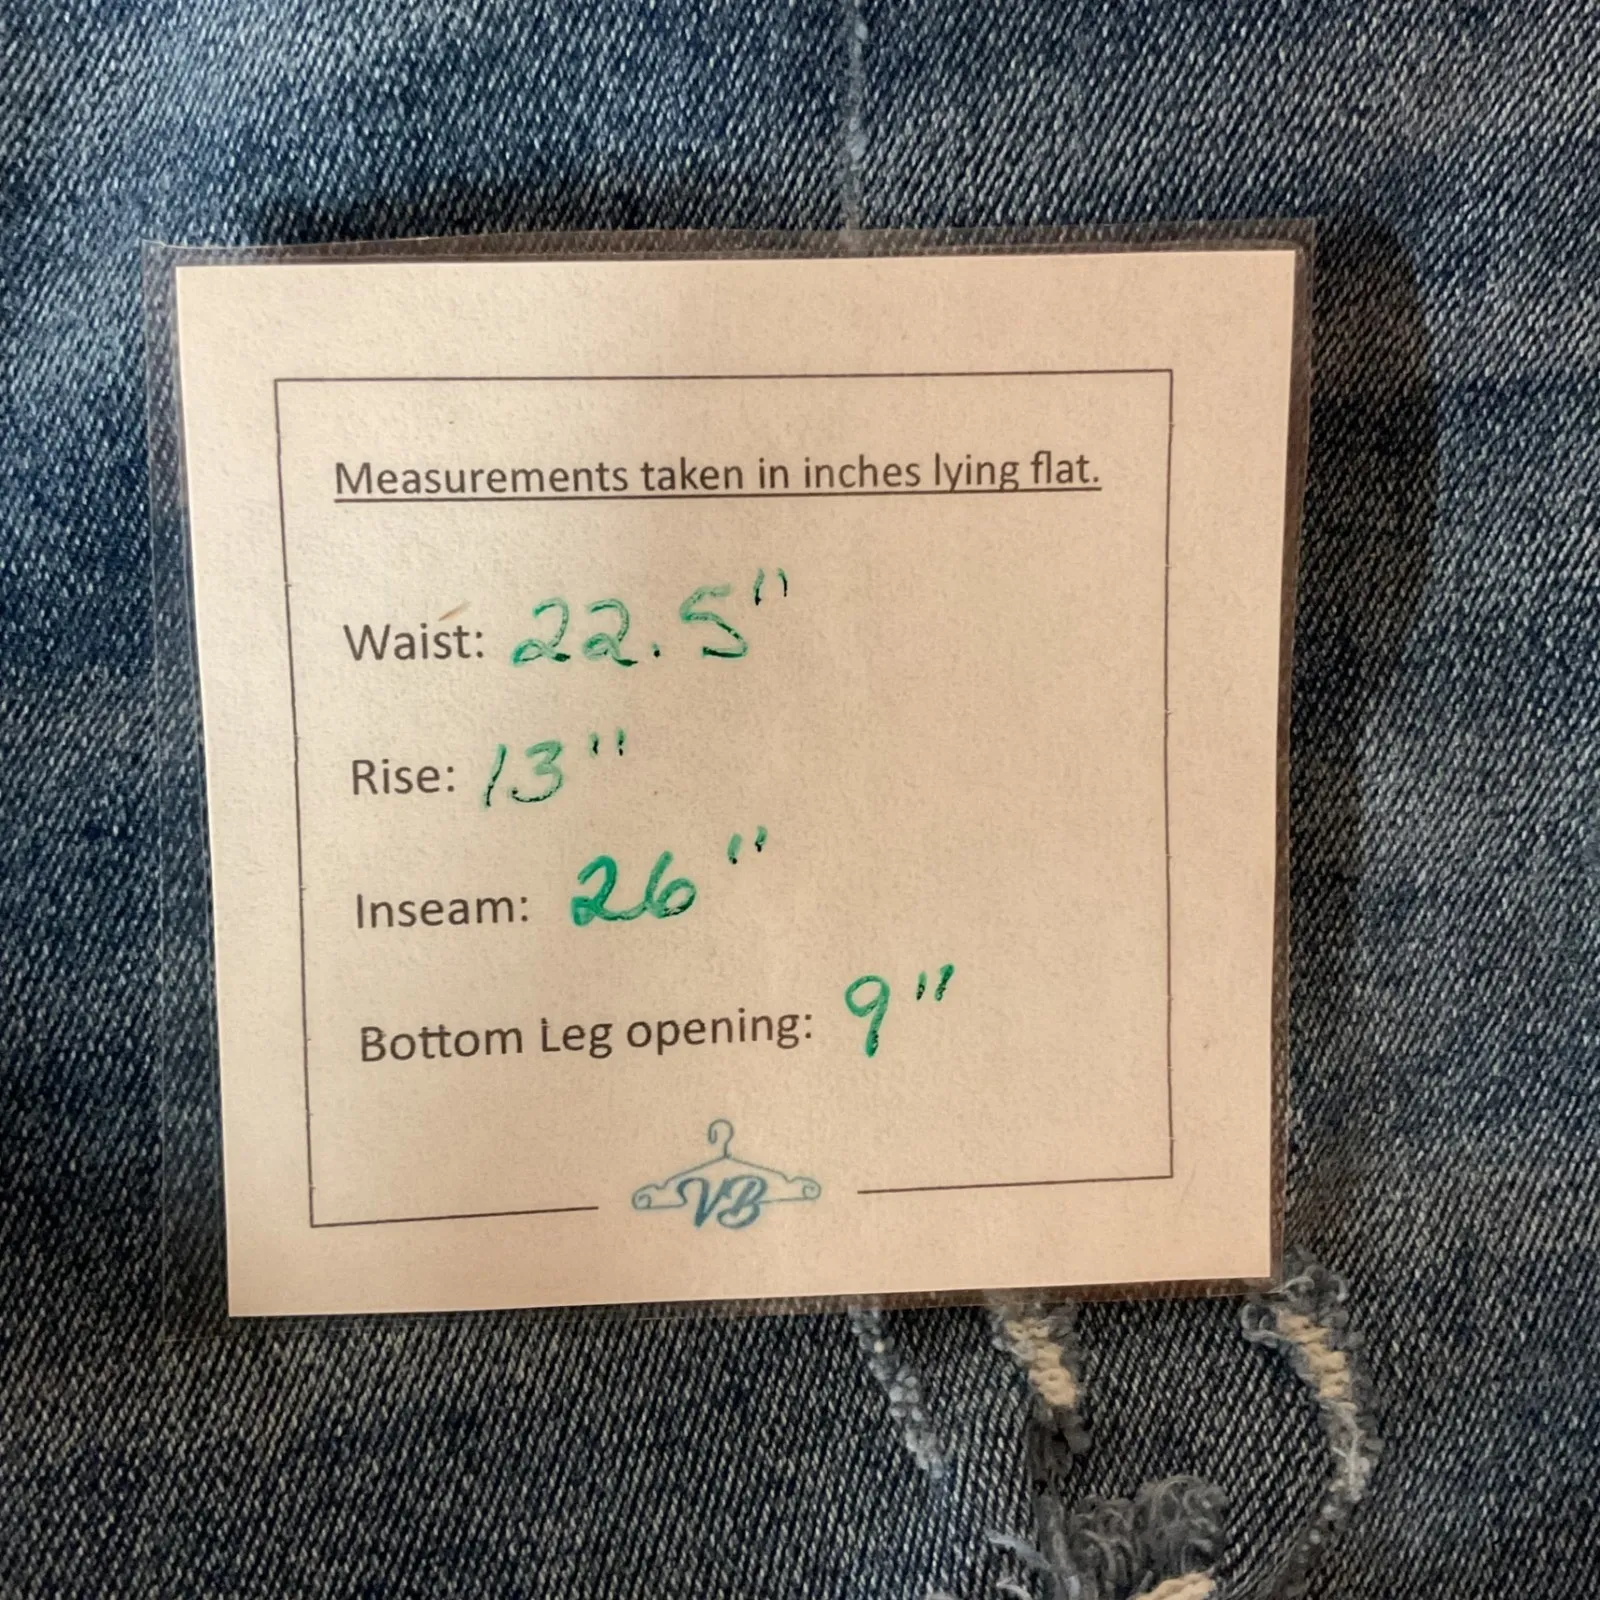 Measurements taken in inches lying flat.
Waist: 22.5"
Rise: 13"
Inseam: 26"
Bottom Leg opening: 9"
VB